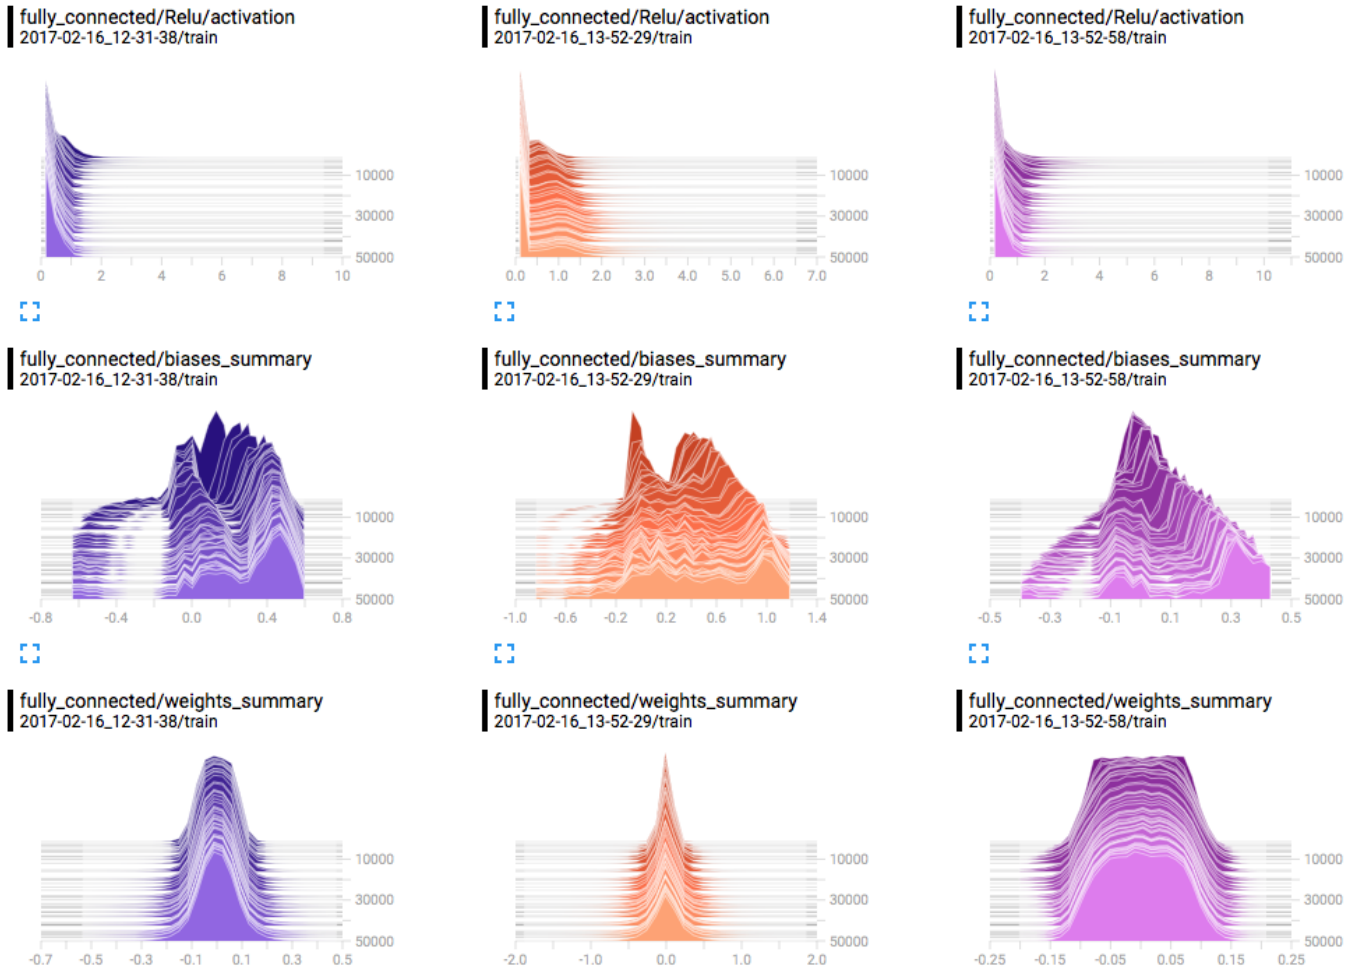 fully_connected/Relu/activation
2017-02-16_12-31-38/train
10000
30000
50000
0 2 4 6 8 10
fully_connected/Relu/activation
2017-02-16_13-52-29/train
10000
30000
50000
0.0 1.0 2.0 3.0 4.0 5.0 6.0 7.0
fully_connected/Relu/activation
2017-02-16_13-52-58/train
10000
30000
50000
0 2 4 6 8 10
fully_connected/biases_summary
2017-02-16_12-31-38/train
10000
30000
50000
-0.8 -0.4 0.0 0.4 0.8
fully_connected/biases_summary
2017-02-16_13-52-29/train
10000
30000
50000
-1.0 -0.6 -0.2 0.2 0.6 1.0 1.4
fully_connected/biases_summary
2017-02-16_13-52-58/train
10000
30000
50000
-0.5 -0.3 -0.1 0.1 0.3 0.5
fully_connected/weights_summary
2017-02-16_12-31-38/train
10000
30000
50000
-0.7 -0.5 -0.3 -0.1 0.1 0.3 0.5
fully_connected/weights_summary
2017-02-16_13-52-29/train
10000
30000
50000
-2.0 -1.0 0.0 1.0 2.0
fully_connected/weights_summary
2017-02-16_13-52-58/train
10000
30000
50000
-0.25 -0.15 -0.05 0.05 0.15 0.25